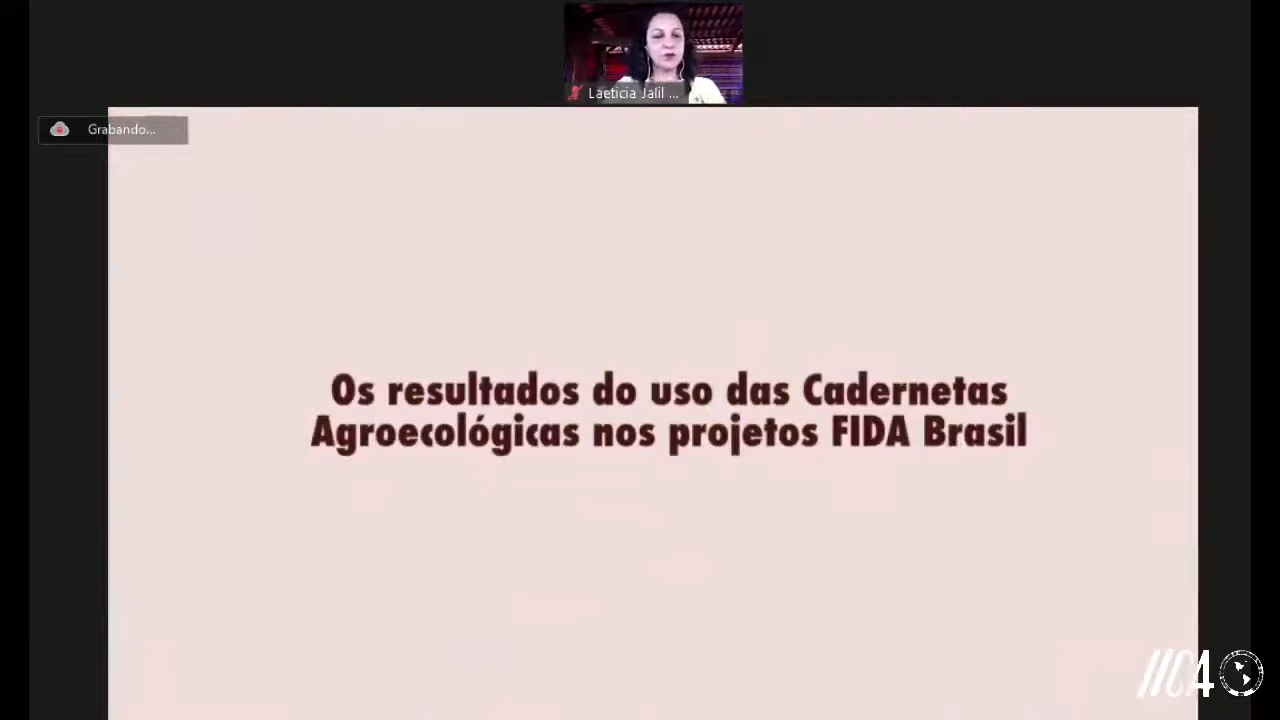 Laeticia Jalil ...
Grabando...
Os resultados do uso das Cadernetas
Agroecológicas nos projetos FIDA Brasil
IICA